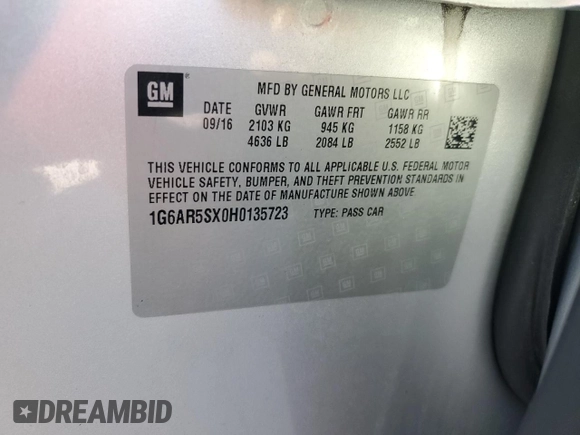 GM
MFD BY GENERAL MOTORS LLC
DATE GVWR GAWR FRT GAWR RR
09/16 2103 KG 945 KG 1158 KG
4636 LB 2084 LB 2552 LB
THIS VEHICLE CONFORMS TO ALL APPLICABLE U.S. FEDERAL MOTOR
VEHICLE SAFETY, BUMPER, AND THEFT PREVENTION STANDARDS IN
EFFECT ON THE DATE OF MANUFACTURE SHOWN ABOVE.
1G6AR5SX0H0135723 TYPE: PASS CAR
DREAMBID